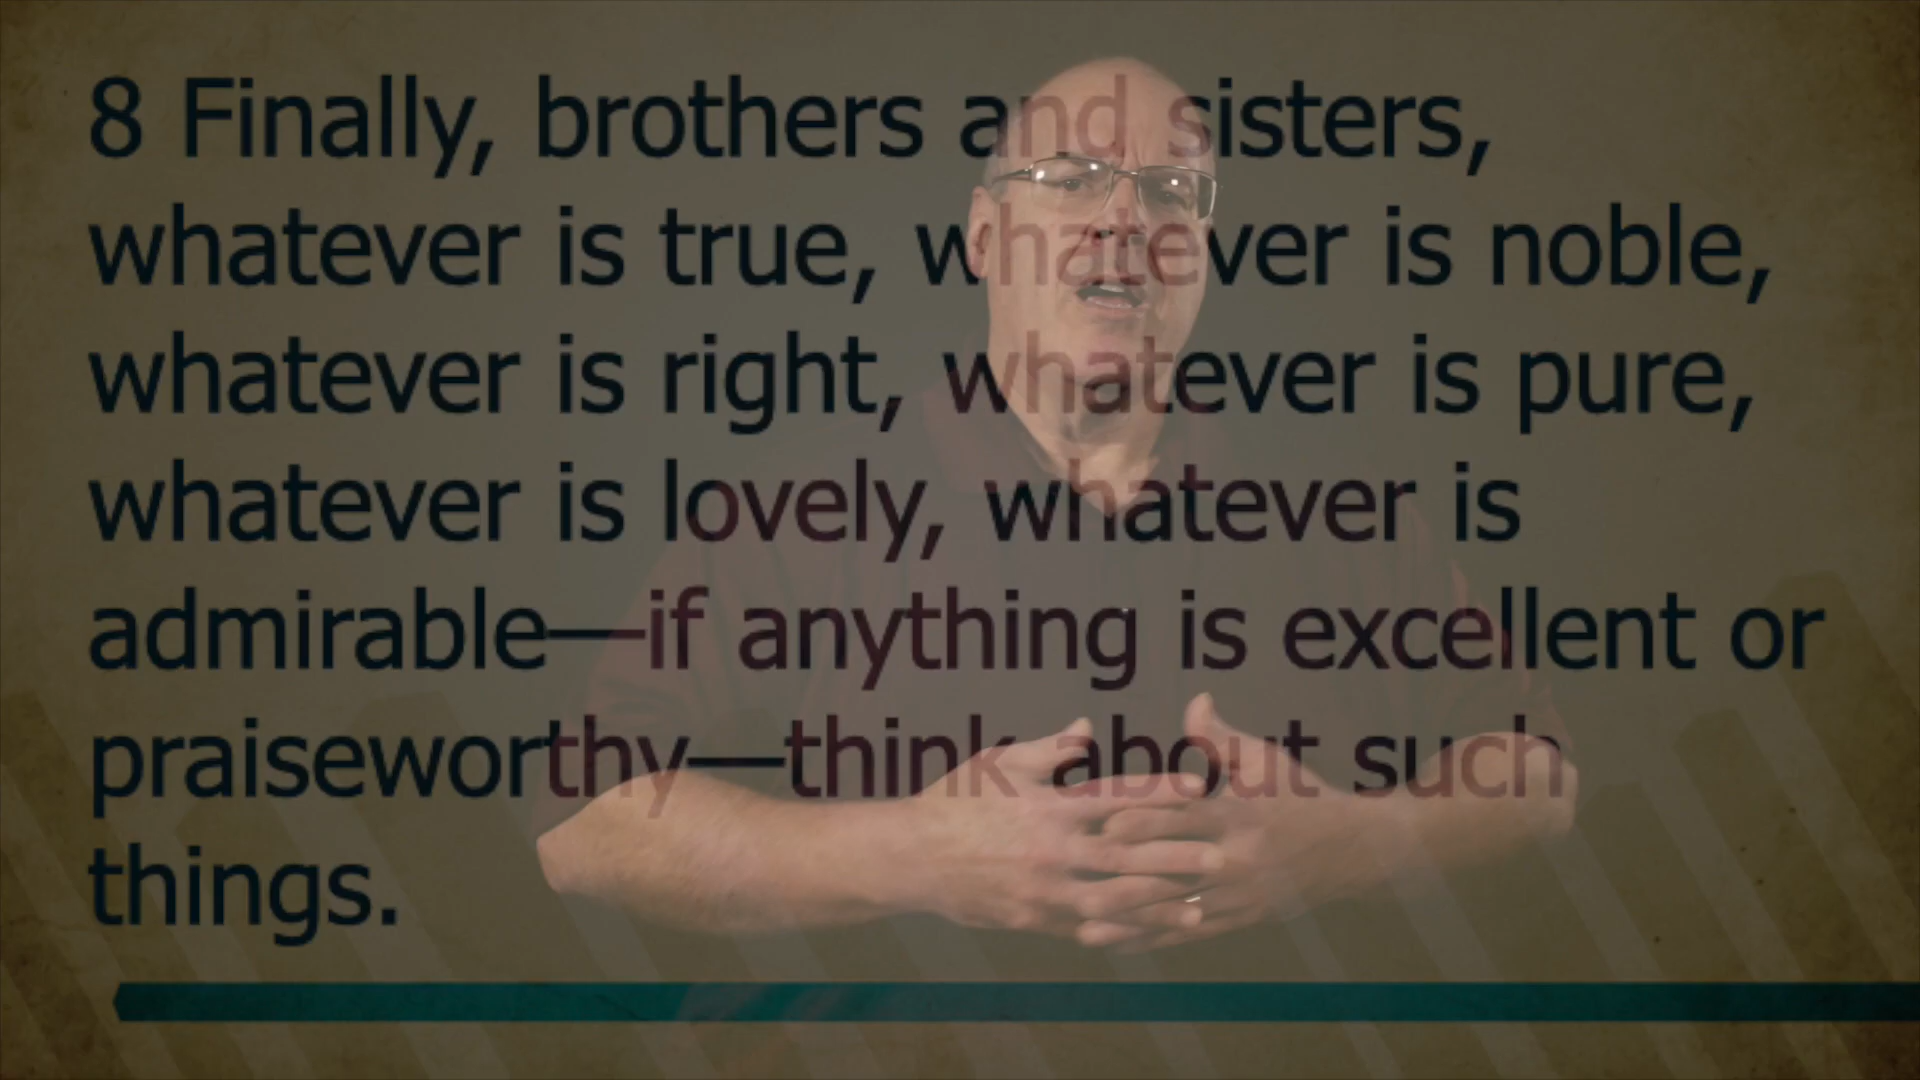 8 Finally, brothers and sisters,
whatever is true, whatever is noble,
whatever is right, whatever is pure,
whatever is lovely, whatever is
admirable—if anything is excellent or
praiseworthy—think about such
things.